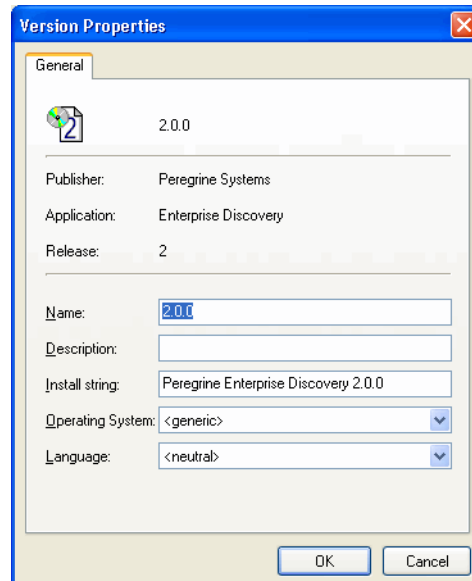 Version Properties
General
2
2.0.0
Publisher: Peregrine Systems
Application: Enterprise Discovery
Release: 2
Name: 2.0.0
Description:
Install string: Peregrine Enterprise Discovery 2.0.0
Operating System: <generic>
Language: <neutral>
OK Cancel